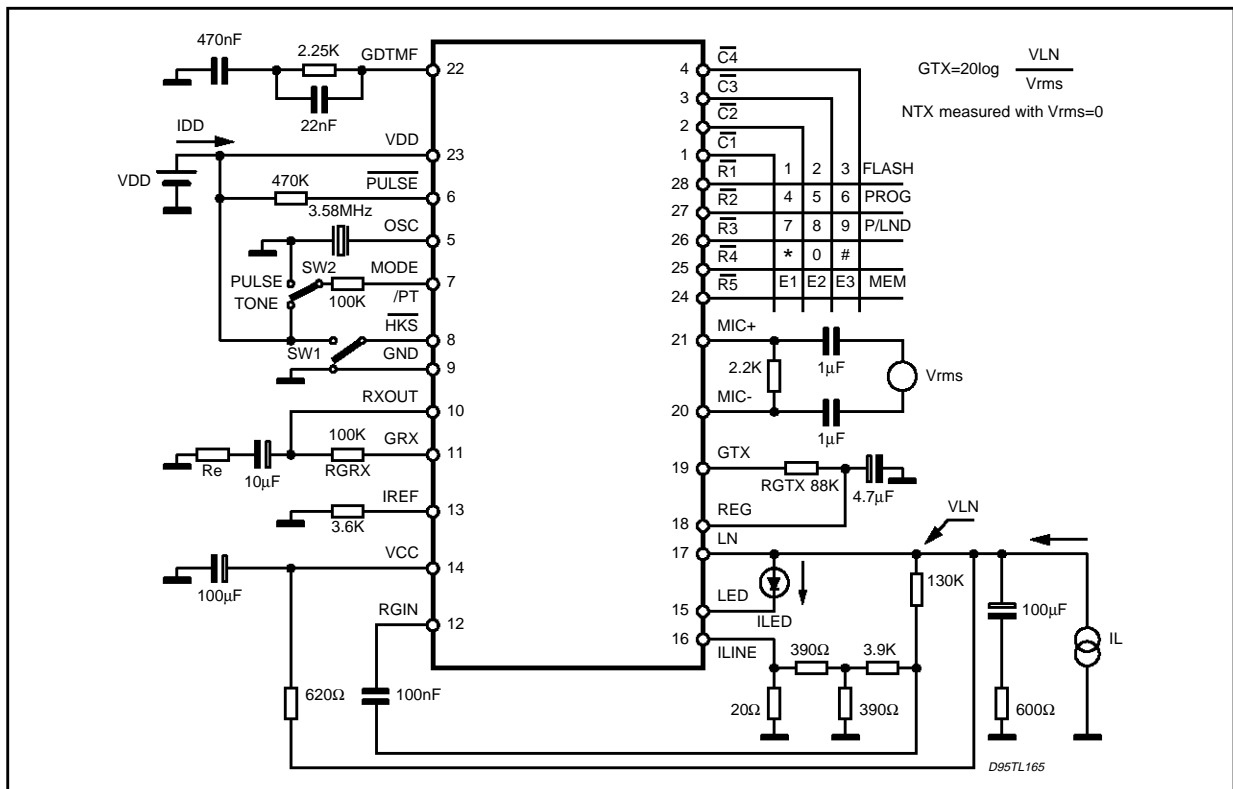 470nF
2.25K
GDTMF
22
22nF
IDD
VDD
23
VDD
470K
PULSE
6
3.58MHz
OSC
5
SW2
MODE
PULSE
7
TONE
100K
/PT
HKS
8
SW1
GND
9
RXOUT
10
100K
GRX
11
Re
10µF
RGRX
IREF
13
3.6K
VCC
14
100µF
RGIN
12
620Ω
100nF
4
C4
3
C3
2
C2
1
C1
28
R1
1 2 3 FLASH
27
R2
4 5 6 PROG
26
R3
7 8 9 P/LND
25
R4
* 0 #
24
R5
E1 E2 E3 MEM
GTX=20log VLN
Vrms
NTX measured with Vrms=0
21
MIC+
2.2K
1µF
Vrms
20
MIC-
1µF
19
GTX
RGTX 88K
4.7µF
18
REG
VLN
17
LN
130K
15
LED
ILED
100µF
IL
16
ILINE
390Ω
3.9K
20Ω
390Ω
600Ω
D95TL165